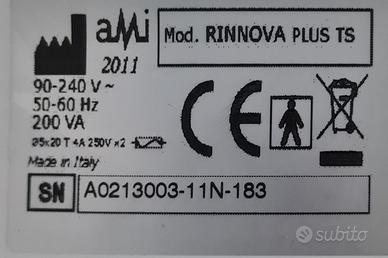 aMi
2011
Mod. RINNOVA PLUS TS
90-240 V ~
50-60 Hz
200 VA
Ø5x20 T 4A 250V x2
Made in Italy
CE
SN A0213003-11N-183
subito